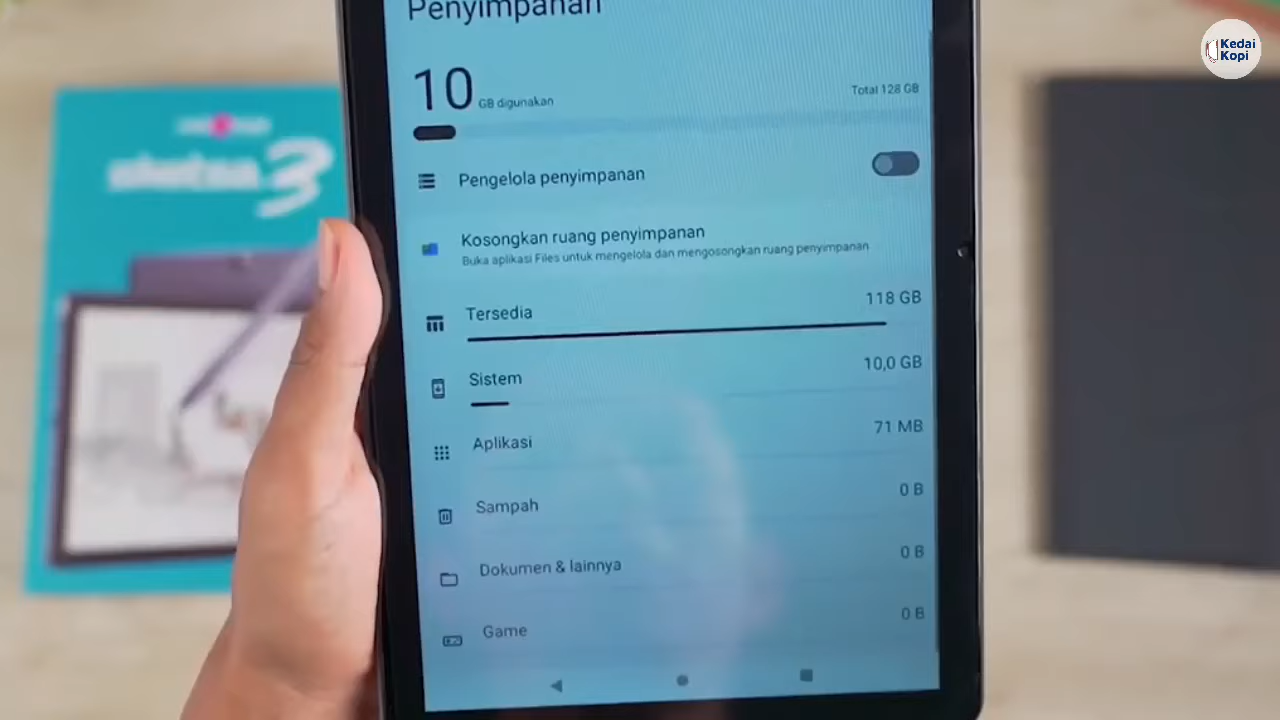 Penyimpanan
Kedai
Kopi
10 GB digunakan
Total 128 GB
Pengelola penyimpanan
Kosongkan ruang penyimpanan
Buka aplikasi Files untuk mengelola dan mengosongkan ruang penyimpanan
Tersedia
118 GB
Sistem
10,0 GB
Aplikasi
71 MB
Sampah
0 B
Dokumen & lainnya
0 B
Game
0 B
3